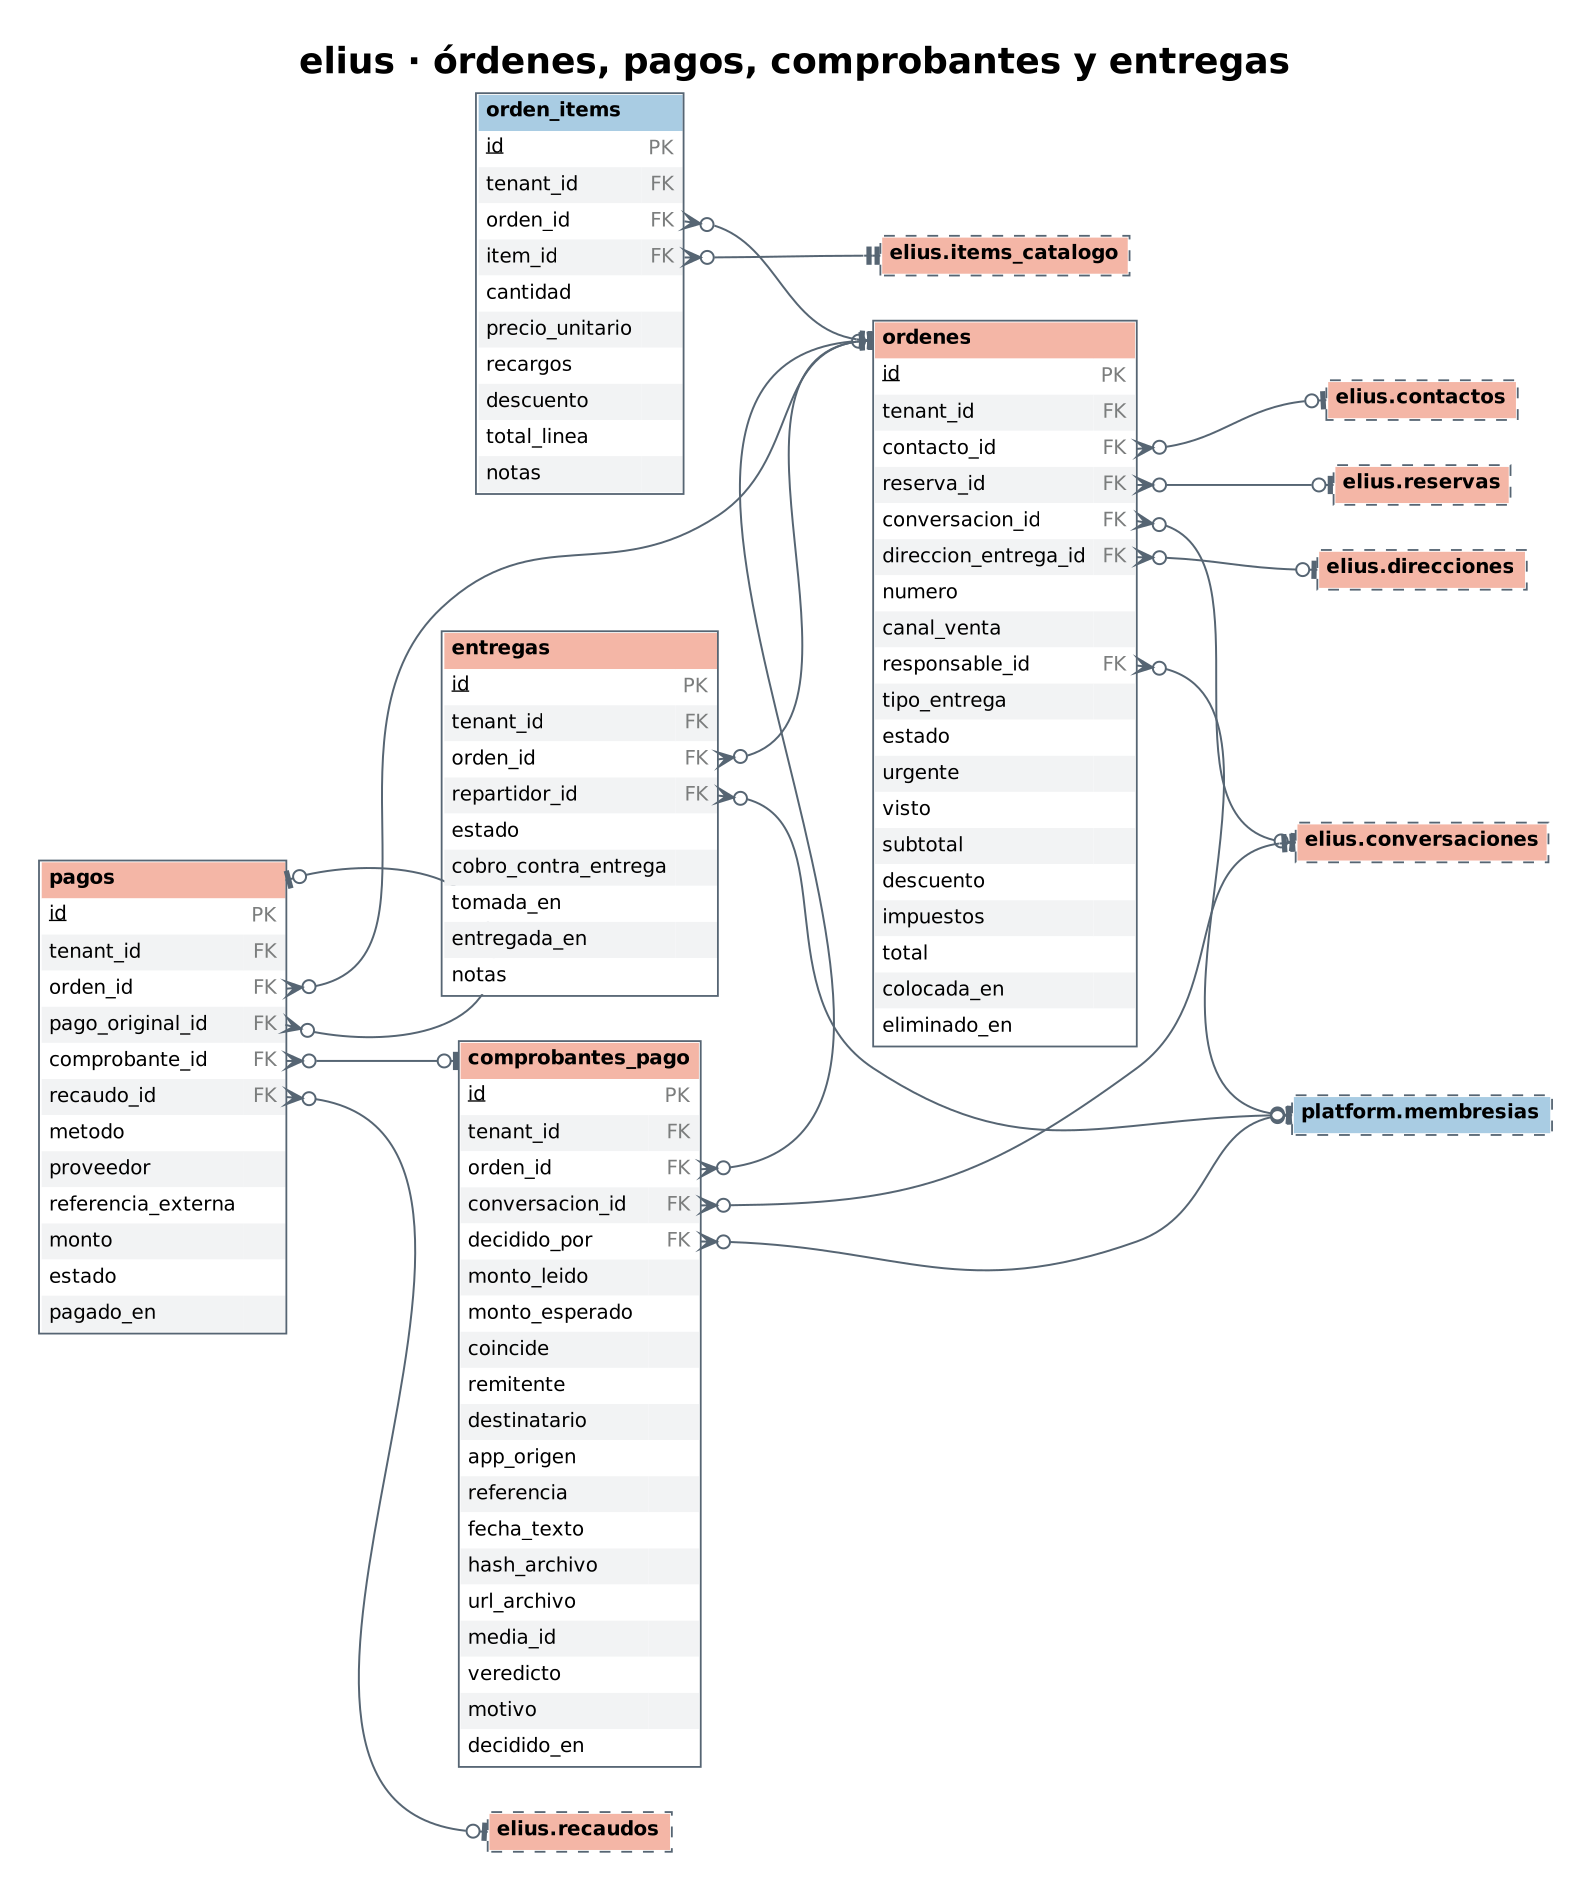 elius · órdenes, pagos, comprobantes y entregas
orden_items
id PK
tenant_id FK
orden_id FK
item_id FK
cantidad
precio_unitario
recargos
descuento
total_linea
notas
elius.items_catalogo
ordenes
id PK
tenant_id FK
contacto_id FK
reserva_id FK
conversacion_id FK
direccion_entrega_id FK
numero
canal_venta
responsable_id FK
tipo_entrega
estado
urgente
visto
subtotal
descuento
impuestos
total
colocada_en
eliminado_en
elius.contactos
elius.reservas
elius.direcciones
elius.conversaciones
platform.membresias
entregas
id PK
tenant_id FK
orden_id FK
repartidor_id FK
estado
cobro_contra_entrega
tomada_en
entregada_en
notas
pagos
id PK
tenant_id FK
orden_id FK
pago_original_id FK
comprobante_id FK
recaudo_id FK
metodo
proveedor
referencia_externa
monto
estado
pagado_en
comprobantes_pago
id PK
tenant_id FK
orden_id FK
conversacion_id FK
decidido_por FK
monto_leido
monto_esperado
coincide
remitente
destinatario
app_origen
referencia
fecha_texto
hash_archivo
url_archivo
media_id
veredicto
motivo
decidido_en
elius.recaudos